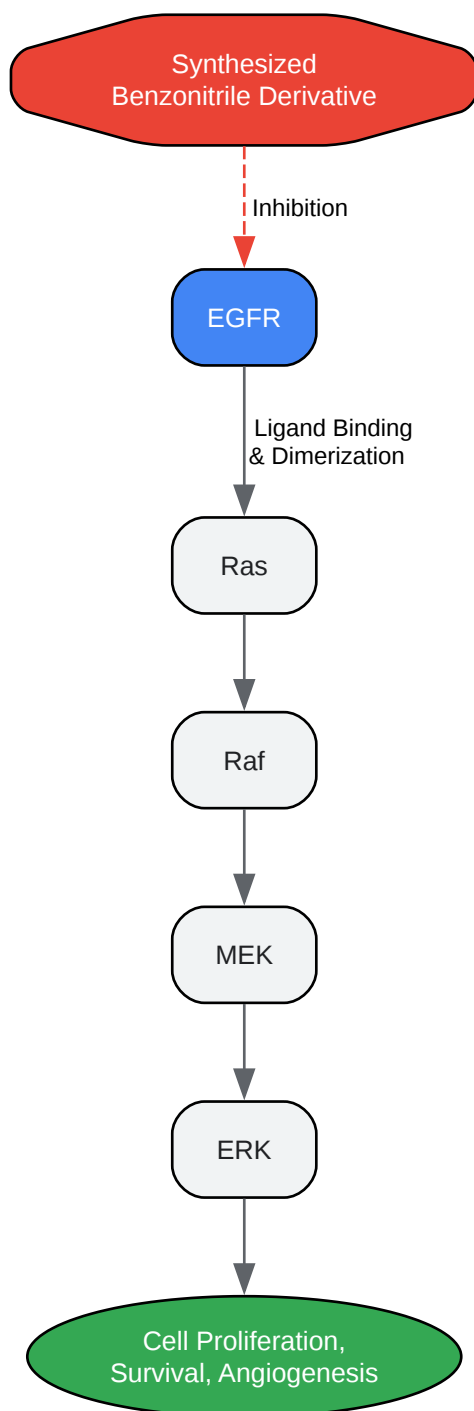 Synthesized
Benzonitrile Derivative
Inhibition
EGFR
Ligand Binding
& Dimerization
Ras
Raf
MEK
ERK
Cell Proliferation,
Survival, Angiogenesis